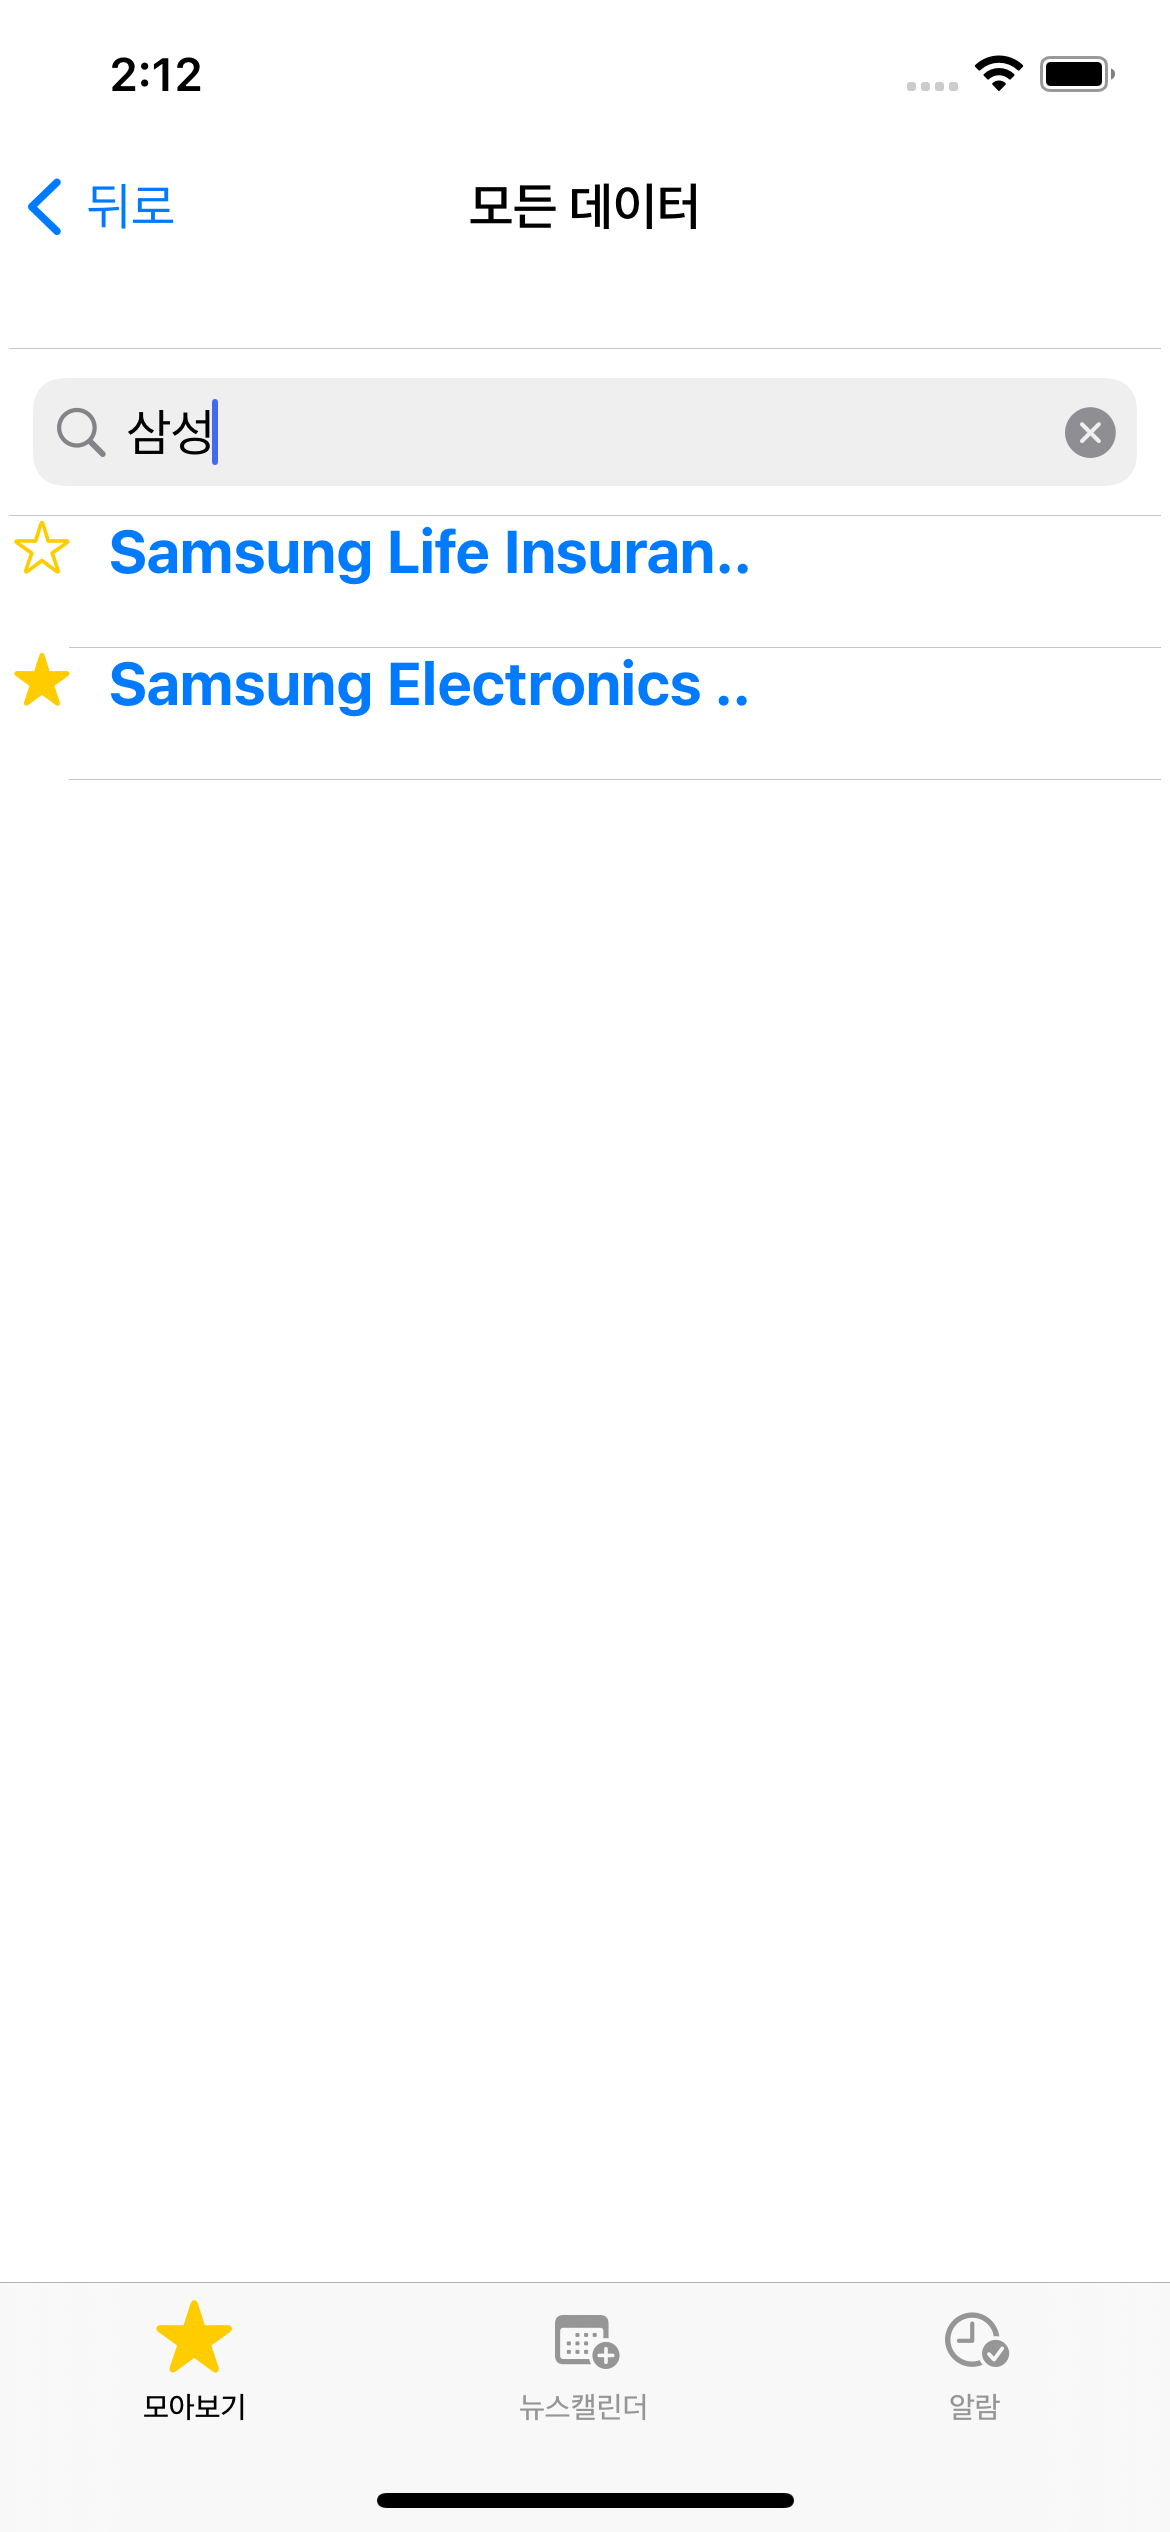 2:12
뒤로
모든 데이터
삼성
Samsung Life Insuran..
Samsung Electronics ..
모아보기
뉴스캘린더
알람